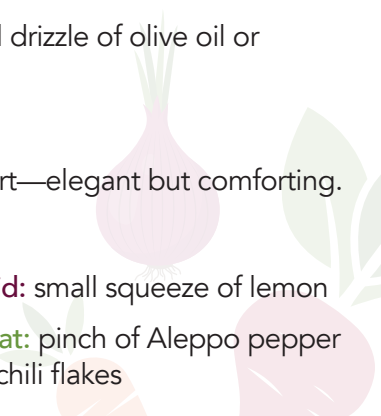 drizzle of olive oil or
rt—elegant but comforting.
d: small squeeze of lemon
at: pinch of Aleppo pepper
chili flakes